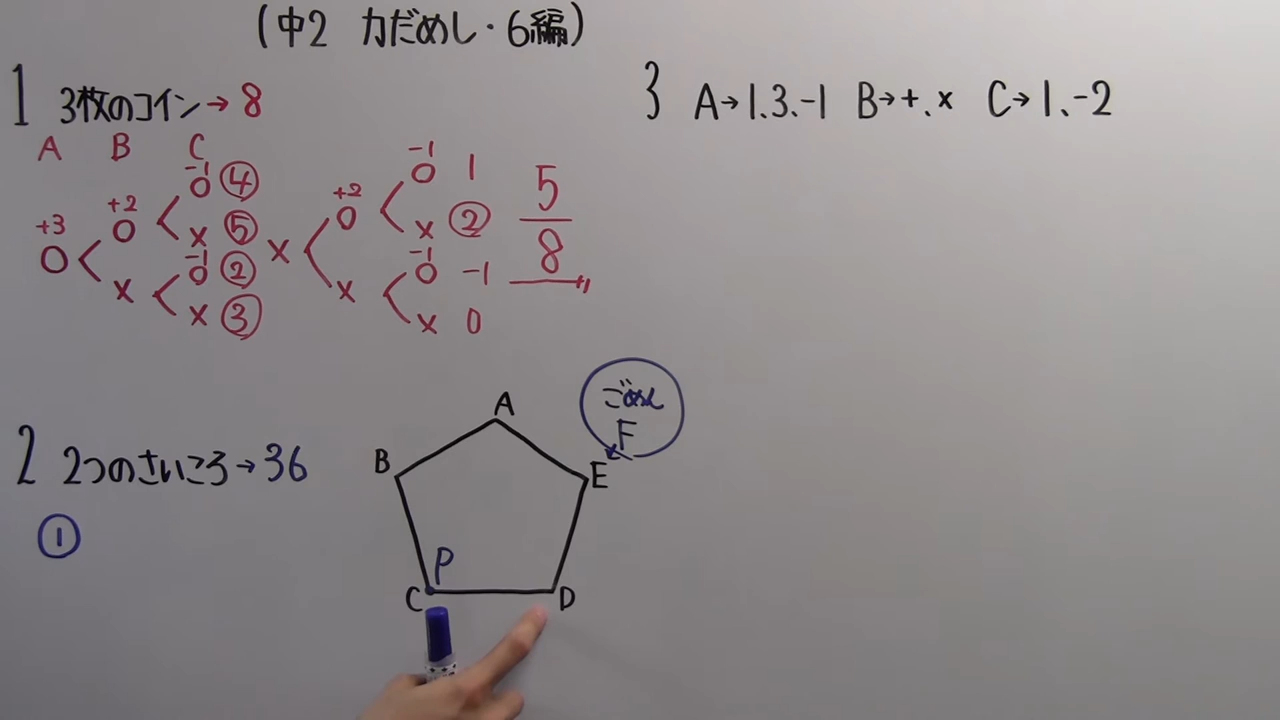 (中2 力だめし・6編)
1 3枚のコイン→8
A B C
+3 +2 -1
O < O < O ④
x ⑤
x < -1 O ②
x ③
x < +2 O < -1 O 1
x ②
x < -1 O -1
x 0
5
8
2 2つのさいころ→36
①
A
B
C
D
E
P
ごめん
F
3 A→1.3.-1 B→+.× C→1、-2